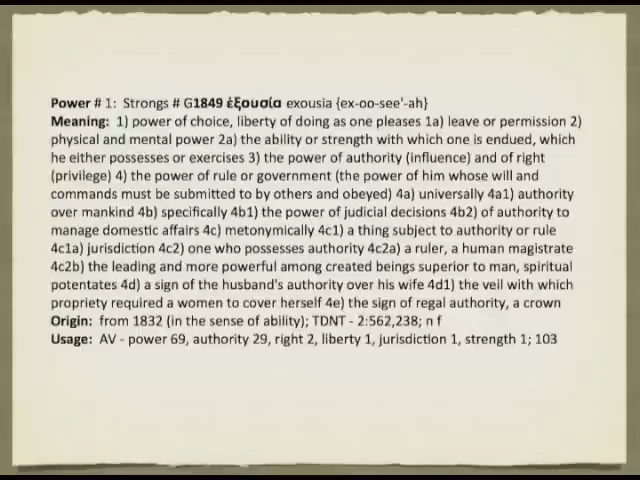 Power # 1:  Strongs # G1849 ἐξουσία exousia {ex-oo-see'-ah}
Meaning:  1) power of choice, liberty of doing as one pleases 1a) leave or permission 2)
physical and mental power 2a) the ability or strength with which one is endued, which
he either possesses or exercises 3) the power of authority (influence) and of right
(privilege) 4) the power of rule or government (the power of him whose will and
commands must be submitted to by others and obeyed) 4a) universally 4a1) authority
over mankind 4b) specifically 4b1) the power of judicial decisions 4b2) of authority to
manage domestic affairs 4c) metonymically 4c1) a thing subject to authority or rule
4c1a) jurisdiction 4c2) one who possesses authority 4c2a) a ruler, a human magistrate
4c2b) the leading and more powerful among created beings superior to man, spiritual
potentates 4d) a sign of the husband's authority over his wife 4d1) the veil with which
propriety required a women to cover herself 4e) the sign of regal authority, a crown
Origin:  from 1832 (in the sense of ability); TDNT - 2:562,238; n f
Usage:  AV - power 69, authority 29, right 2, liberty 1, jurisdiction 1, strength 1; 103